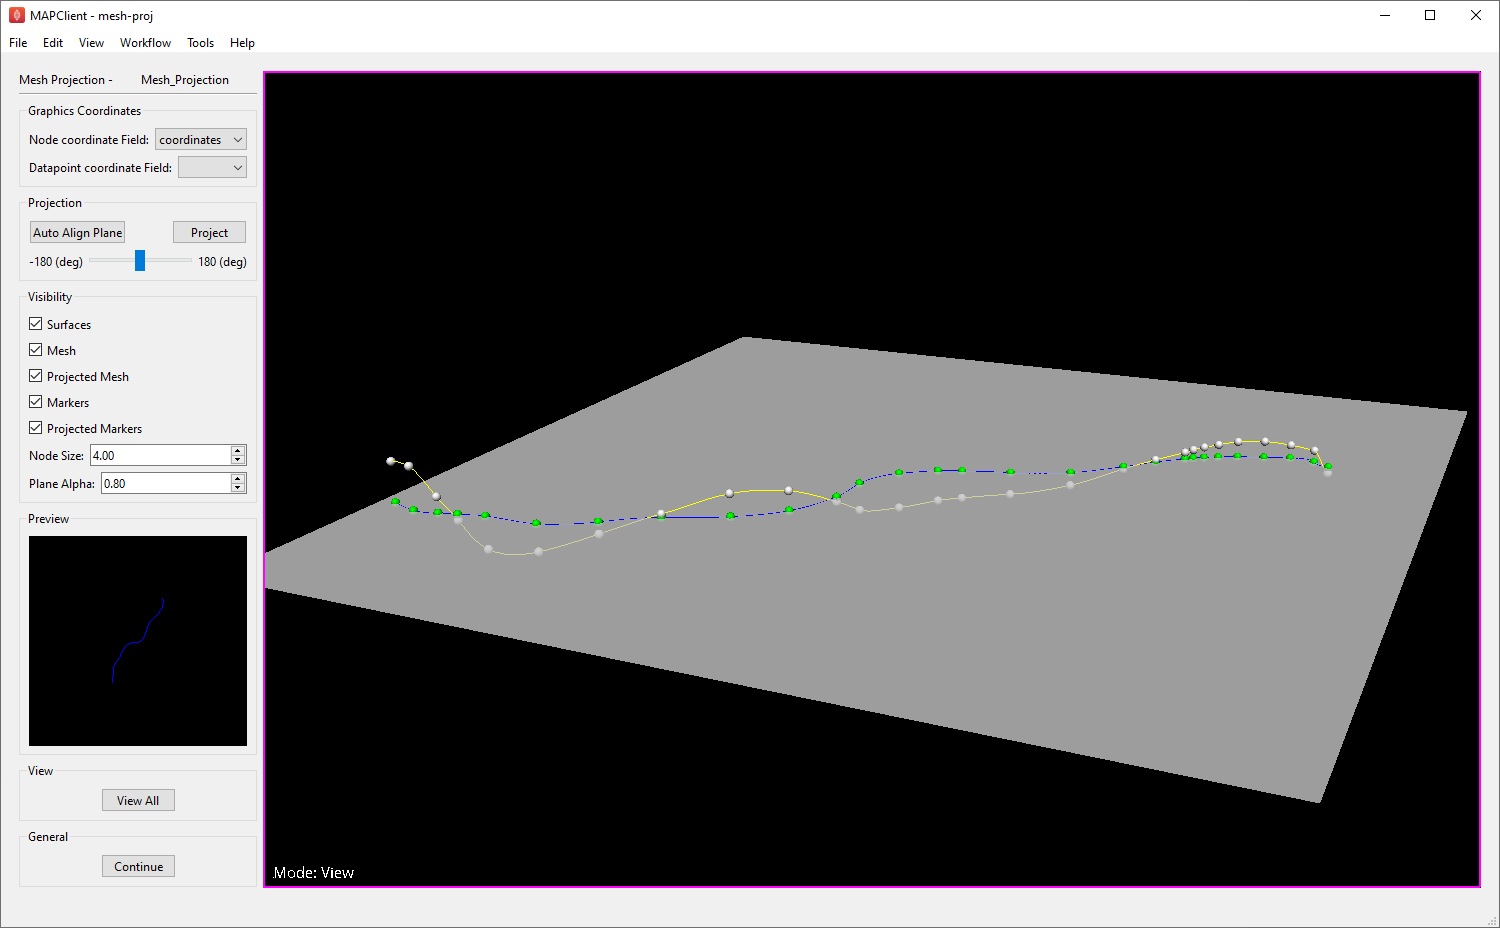 MAPClient - mesh-proj
File Edit View Workflow Tools Help
Mesh Projection - Mesh_Projection
Graphics Coordinates
Node coordinate Field: coordinates
Datapoint coordinate Field:
Projection
Auto Align Plane Project
-180 (deg) 180 (deg)
Visibility
Surfaces
Mesh
Projected Mesh
Markers
Projected Markers
Node Size: 4.00
Plane Alpha: 0.80
Preview
View
View All
General
Continue
Mode: View